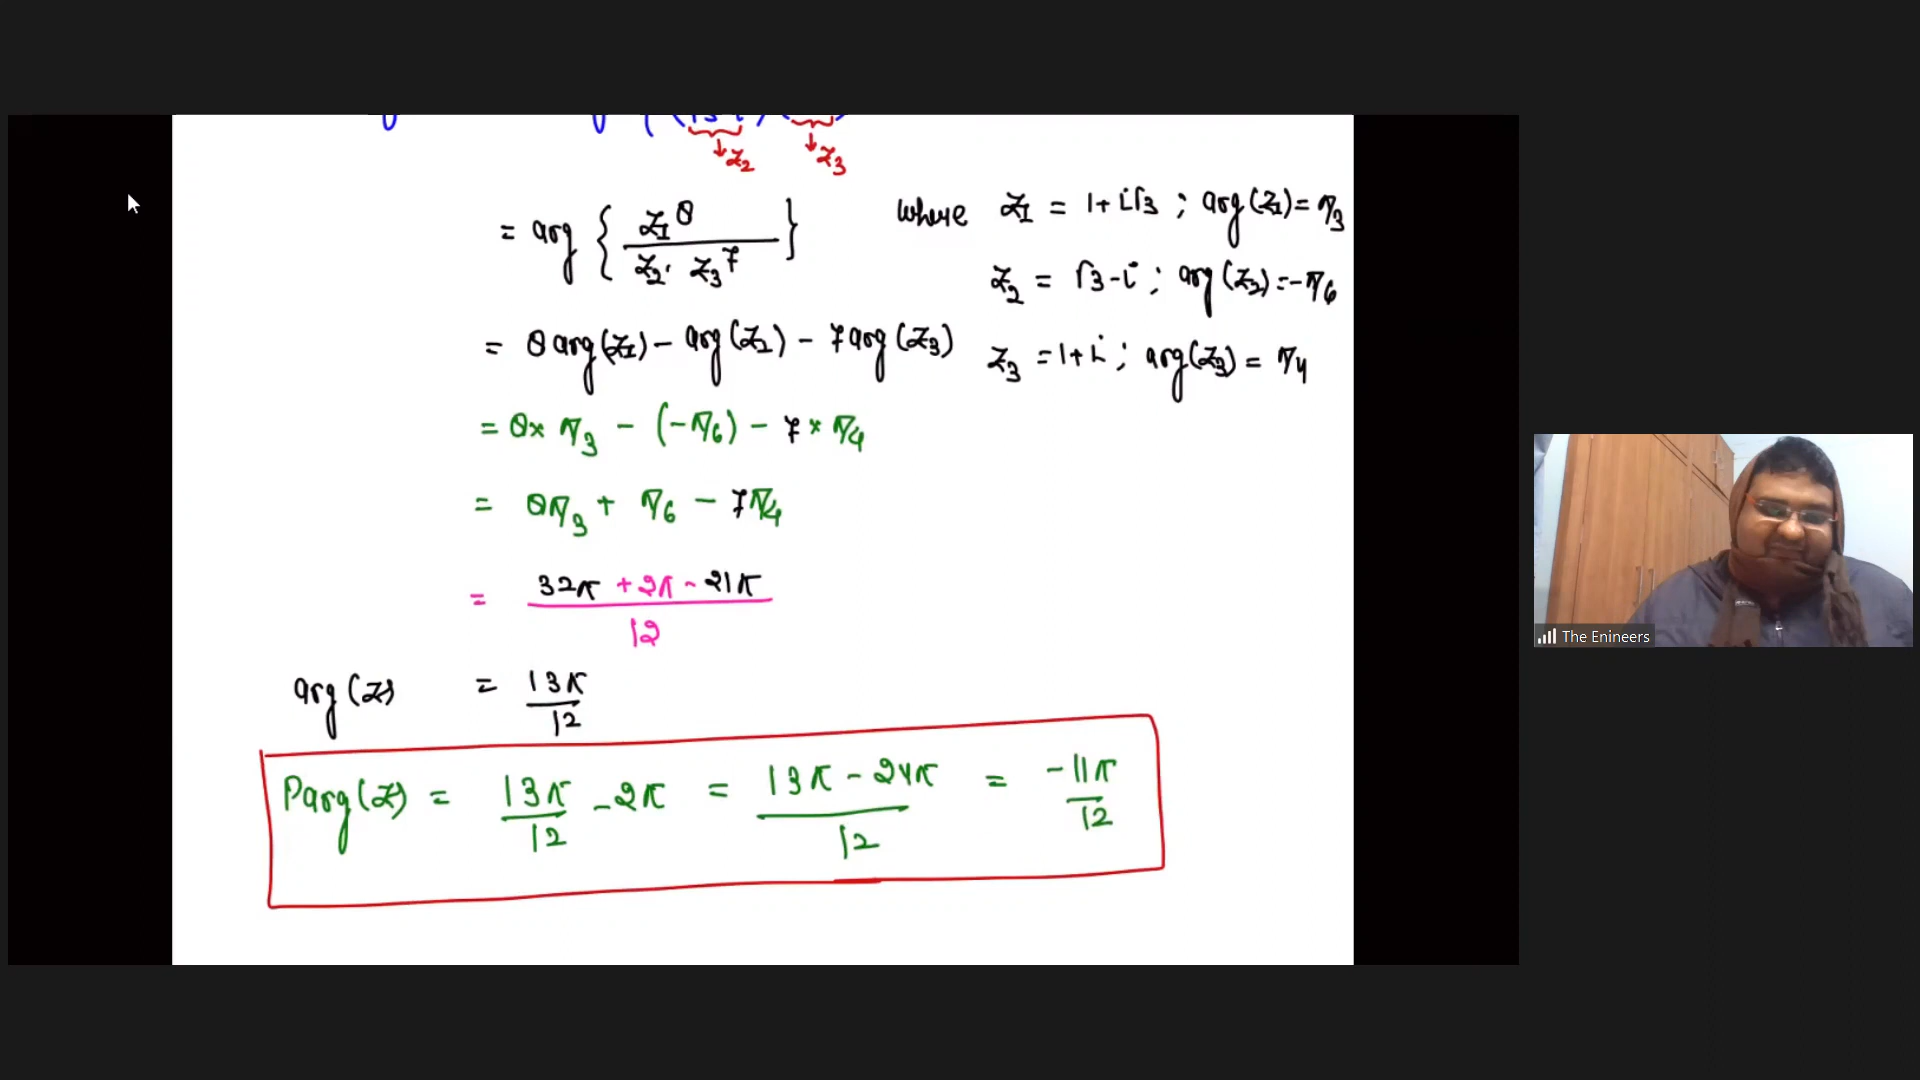 ↓z₂ ↓z₃
= arg { z₁⁸ / z₂. z₃⁷ } where z₁ = 1+i√3 ; arg(z₁)= π/3
z₂ = √3-i ; arg(z₂)=-π/6
= 8 arg(z₁) - arg(z₂) - 7 arg(z₃) z₃ =1+i ; arg(z₃) = π/4
= 8× π/3 - (-π/6) - 7 × π/4
= 8π/3 + π/6 - 7π/4
= 32π +2π - 21π / 12
arg(z) = 13π / 12
Parg(z) = 13π/12 - 2π = 13π - 24π / 12 = -11π / 12
The Enineers